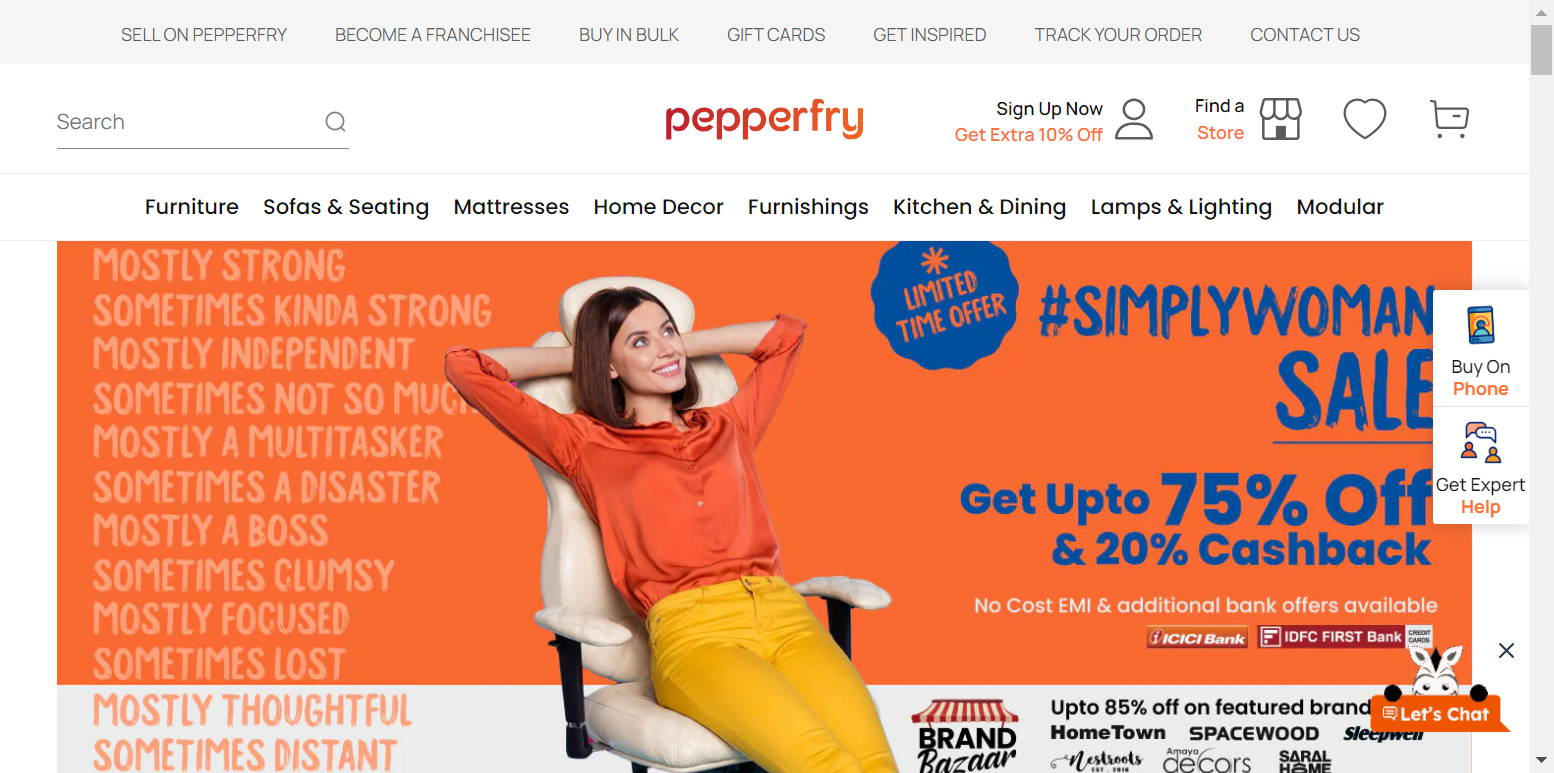 SELL ON PEPPERFRY BECOME A FRANCHISEE BUY IN BULK GIFT CARDS GET INSPIRED TRACK YOUR ORDER CONTACT US
Search
pepperfry
Sign Up Now
Get Extra 10% Off
Find a
Store
Furniture Sofas & Seating Mattresses Home Decor Furnishings Kitchen & Dining Lamps & Lighting Modular
MOSTLY STRONG
SOMETIMES KINDA STRONG
MOSTLY INDEPENDENT
SOMETIMES NOT SO MUCH.
MOSTLY A MULTITASKER
SOMETIMES A DISASTER
MOSTLY A BOSS
SOMETIMES CLUMSY
MOSTLY FOCUSED
SOMETIMES LOST
MOSTLY THOUGHTFUL
SOMETIMES DISTANT
LIMITED
TIME OFFER
#SIMPLYWOMAN
SALE
Get Upto 75% Off
& 20% Cashback
No Cost EMI & additional bank offers available
ICICI Bank IDFC FIRST Bank CREDIT CARDS
BRAND
Bazaar
Upto 85% off on featured brand
HomeTown SPACEWOOD Sleepwell
Nestroots
EST . 2016
Amaya
decors
SARAL
HOME
Buy On
Phone
Get Expert
Help
Let's Chat